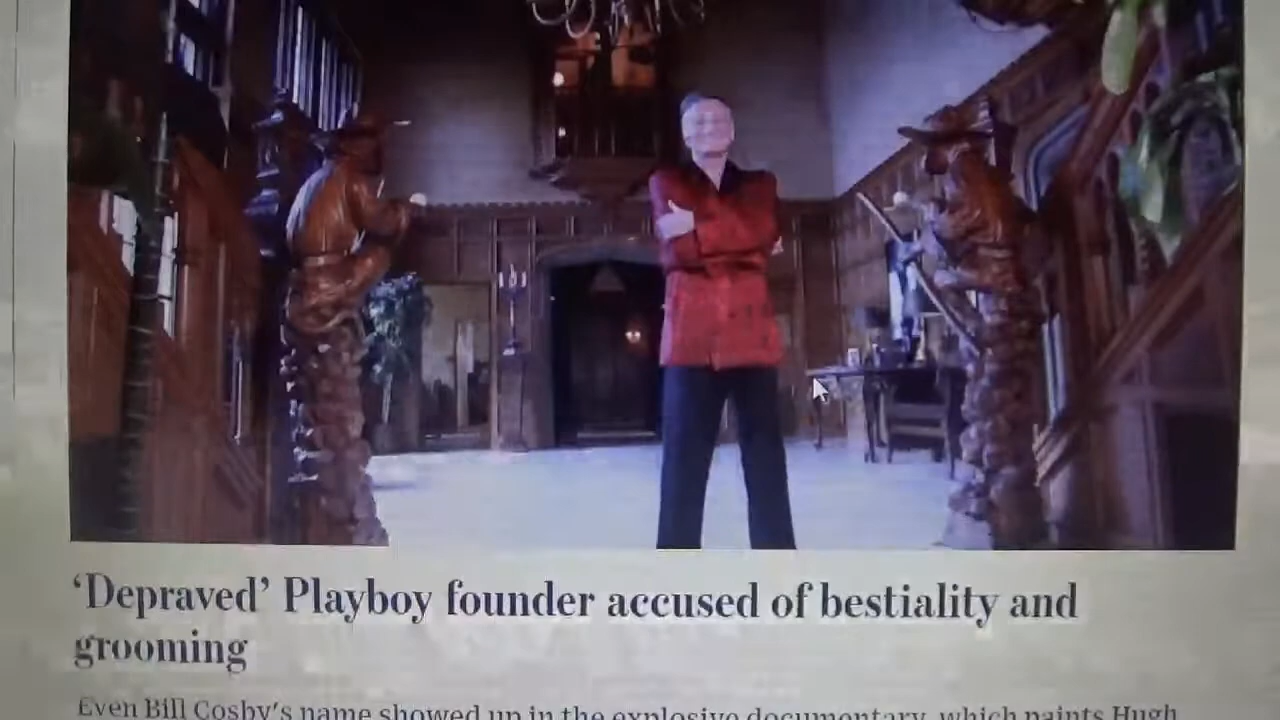 ‘Depraved’ Playboy founder accused of bestiality and
grooming
Even Bill Cosby's name showed up in the explosive documentary, which paints Hugh